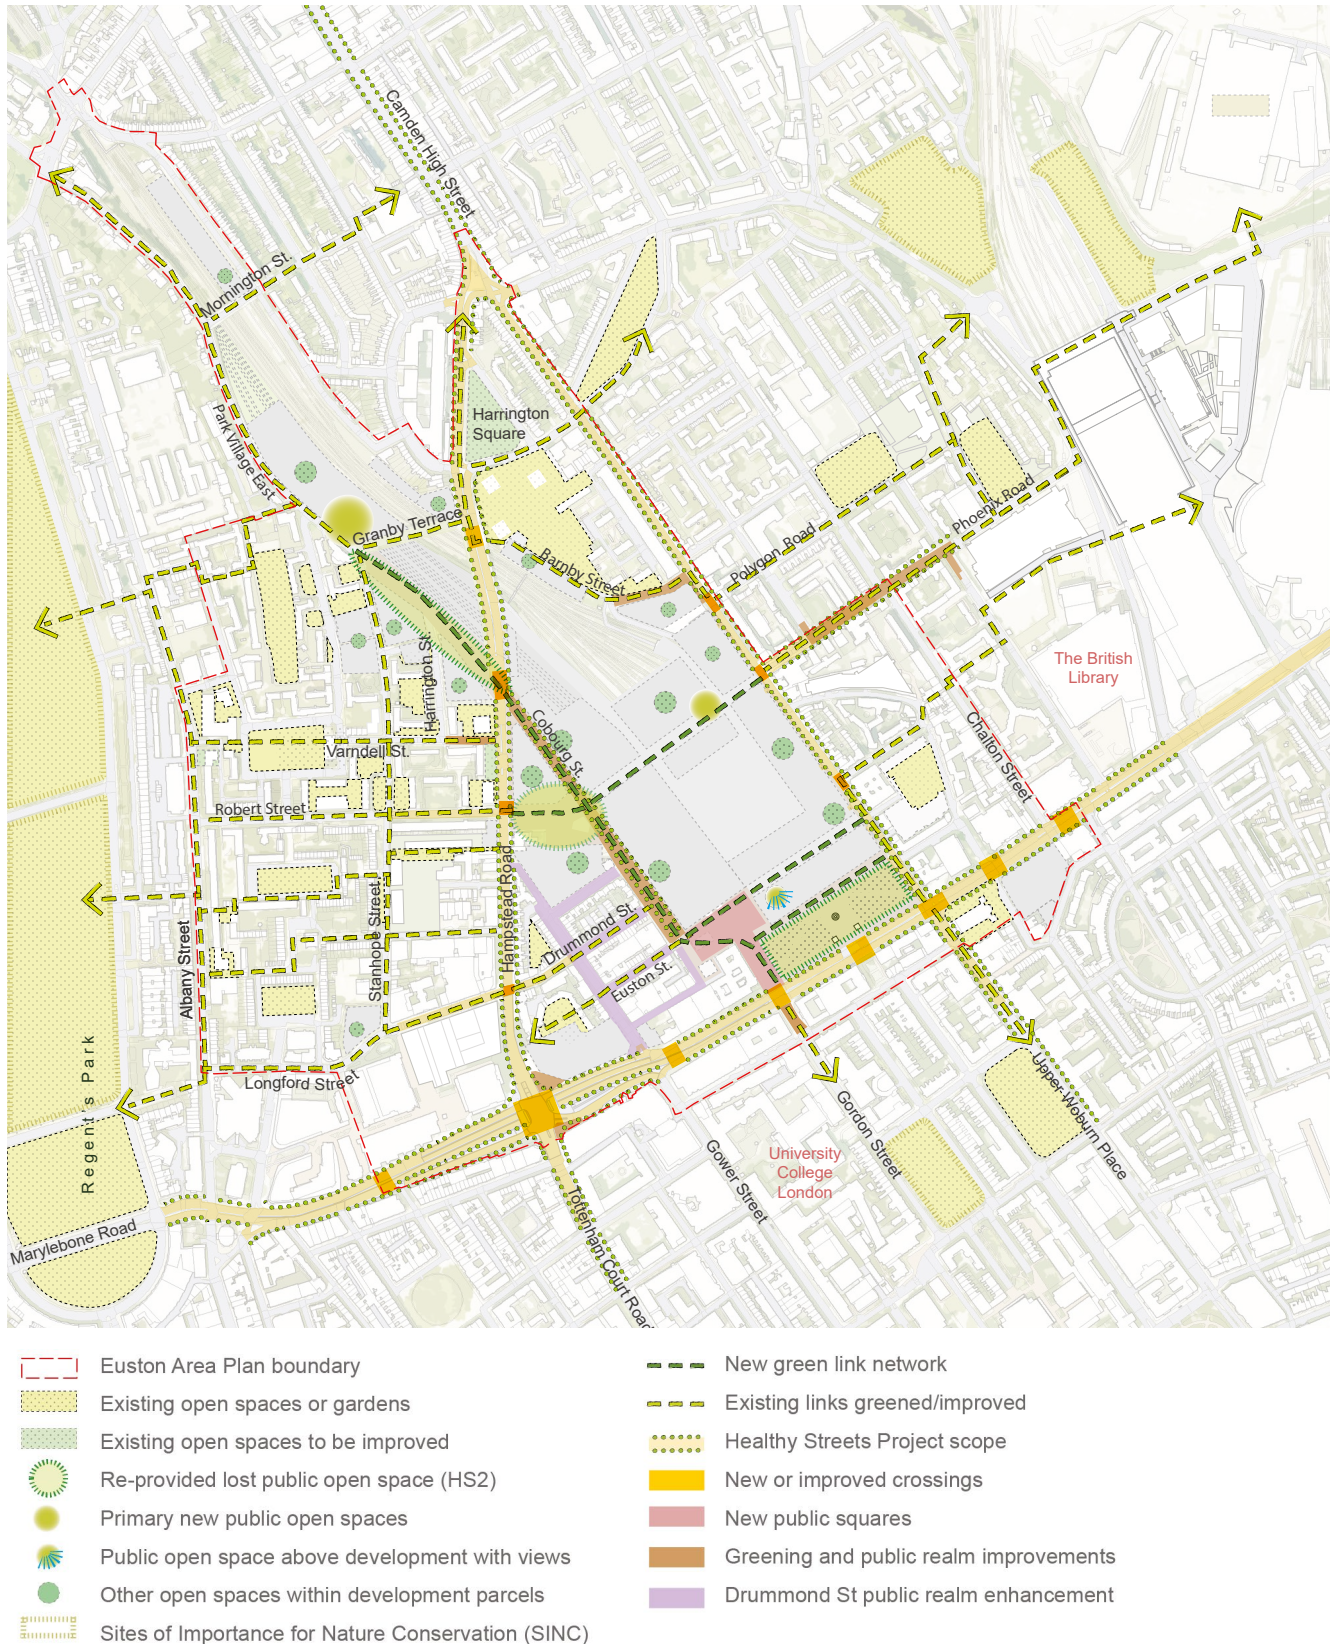 Camden High Street
Mornington St.
Harrington
Square
Park Village East
Granby Terrace
Barnby Street
Polygon Road
Phoenix Road
The British
Library
Harrington St.
Cobourg St.
Chalton Street
Varndell St.
Robert Street
Hampstead Road
Drummond St.
Stanhope Street
Albany Street
Euston St.
Regent's Park
Longford Street
Upper Woburn Place
Gordon Street
Gower Street
University
College
London
Tottenham Court Road
Marylebone Road
Euston Area Plan boundary
Existing open spaces or gardens
Existing open spaces to be improved
Re-provided lost public open space (HS2)
Primary new public open spaces
Public open space above development with views
Other open spaces within development parcels
Sites of Importance for Nature Conservation (SINC)
New green link network
Existing links greened/improved
Healthy Streets Project scope
New or improved crossings
New public squares
Greening and public realm improvements
Drummond St public realm enhancement